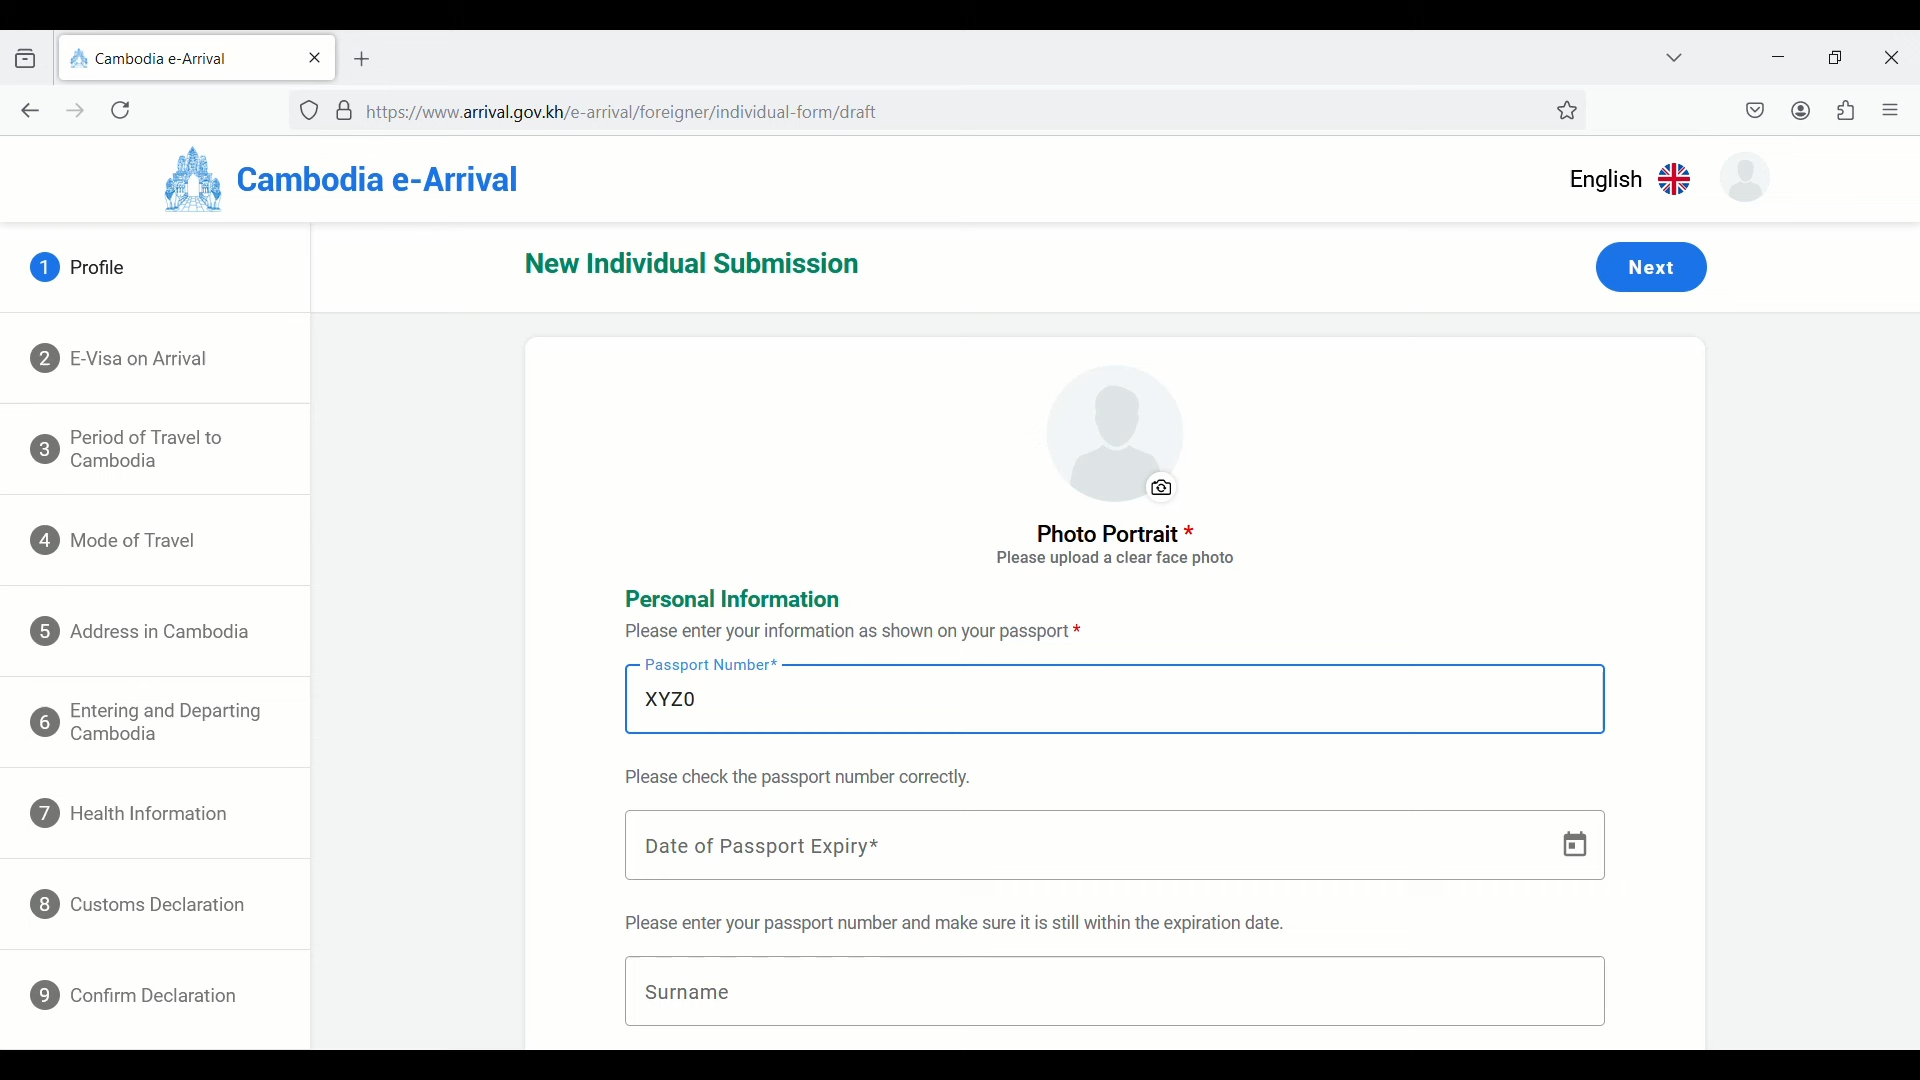 Cambodia e-Arrival
https://www.arrival.gov.kh/e-arrival/foreigner/individual-form/draft
Cambodia e-Arrival
English
1 Profile
2 E-Visa on Arrival
3 Period of Travel to
Cambodia
4 Mode of Travel
5 Address in Cambodia
6 Entering and Departing
Cambodia
7 Health Information
8 Customs Declaration
9 Confirm Declaration
New Individual Submission
Next
Photo Portrait *
Please upload a clear face photo
Personal Information
Please enter your information as shown on your passport *
Passport Number*
XYZ0
Please check the passport number correctly.
Date of Passport Expiry*
Please enter your passport number and make sure it is still within the expiration date.
Surname